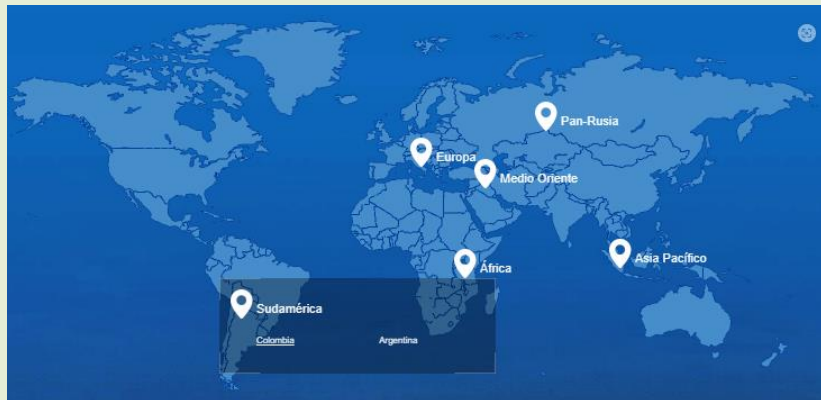 Pan-Rusia
Europa
Medio Oriente
Asia Pacífico
África
Sudamérica
Colombia
Argentina